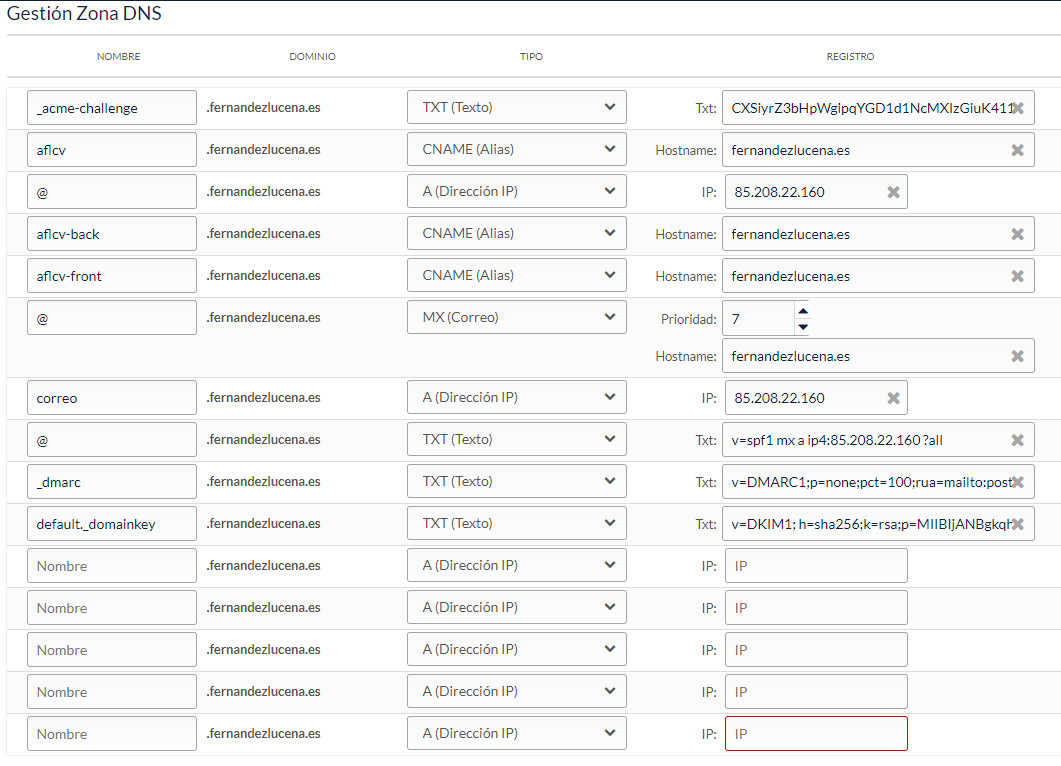 Gestión Zona DNS
NOMBRE DOMINIO TIPO REGISTRO
_acme-challenge .fernandezlucena.es TXT (Texto) Txt: CXSiyrZ3bHpWgipqYGD1d1NcMXIzGiuK411
aflcv .fernandezlucena.es CNAME (Alias) Hostname: fernandezlucena.es
@ .fernandezlucena.es A (Dirección IP) IP: 85.208.22.160
aflcv-back .fernandezlucena.es CNAME (Alias) Hostname: fernandezlucena.es
aflcv-front .fernandezlucena.es CNAME (Alias) Hostname: fernandezlucena.es
@ .fernandezlucena.es MX (Correo) Prioridad: 7
Hostname: fernandezlucena.es
correo .fernandezlucena.es A (Dirección IP) IP: 85.208.22.160
@ .fernandezlucena.es TXT (Texto) Txt: v=spf1 mx a ip4:85.208.22.160 ?all
_dmarc .fernandezlucena.es TXT (Texto) Txt: v=DMARC1;p=none;pct=100;rua=mailto:post
default._domainkey .fernandezlucena.es TXT (Texto) Txt: v=DKIM1; h=sha256;k=rsa;p=MIIBIjANBgkqh
Nombre .fernandezlucena.es A (Dirección IP) IP: IP
Nombre .fernandezlucena.es A (Dirección IP) IP: IP
Nombre .fernandezlucena.es A (Dirección IP) IP: IP
Nombre .fernandezlucena.es A (Dirección IP) IP: IP
Nombre .fernandezlucena.es A (Dirección IP) IP: IP